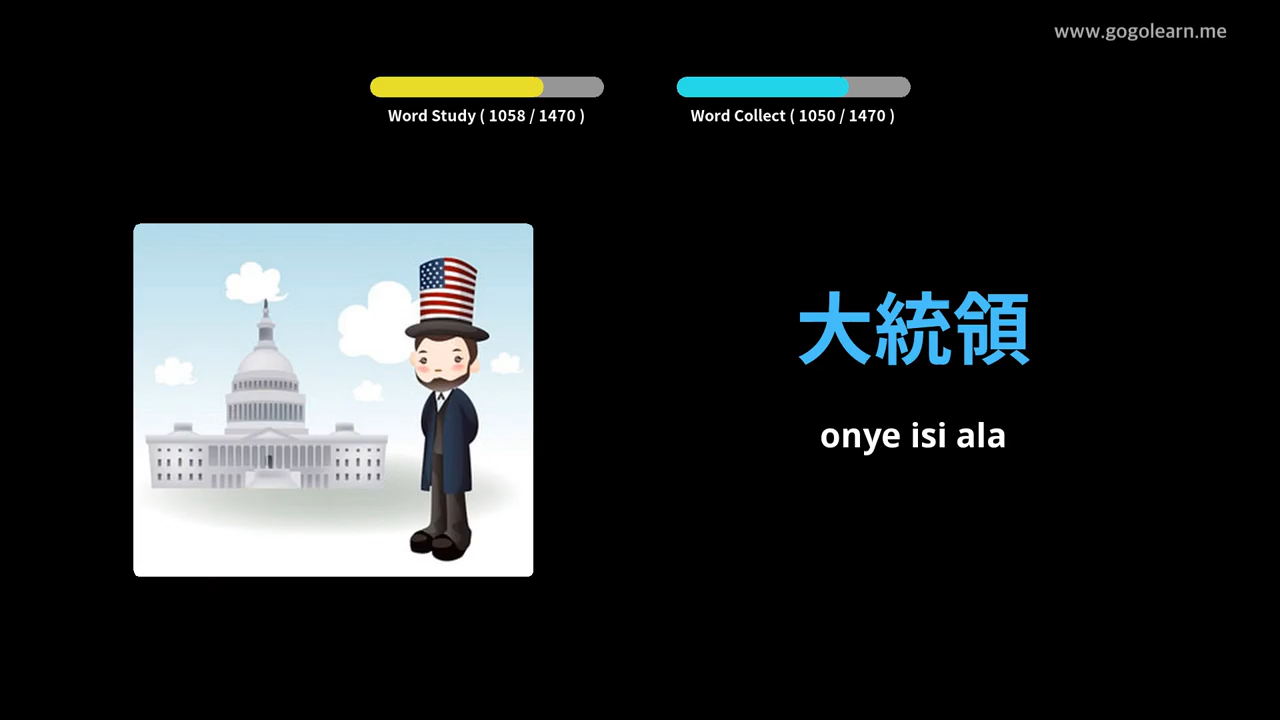 www.gogolearn.me
Word Study ( 1058 / 1470 )
Word Collect ( 1050 / 1470 )
大統領
onye isi ala